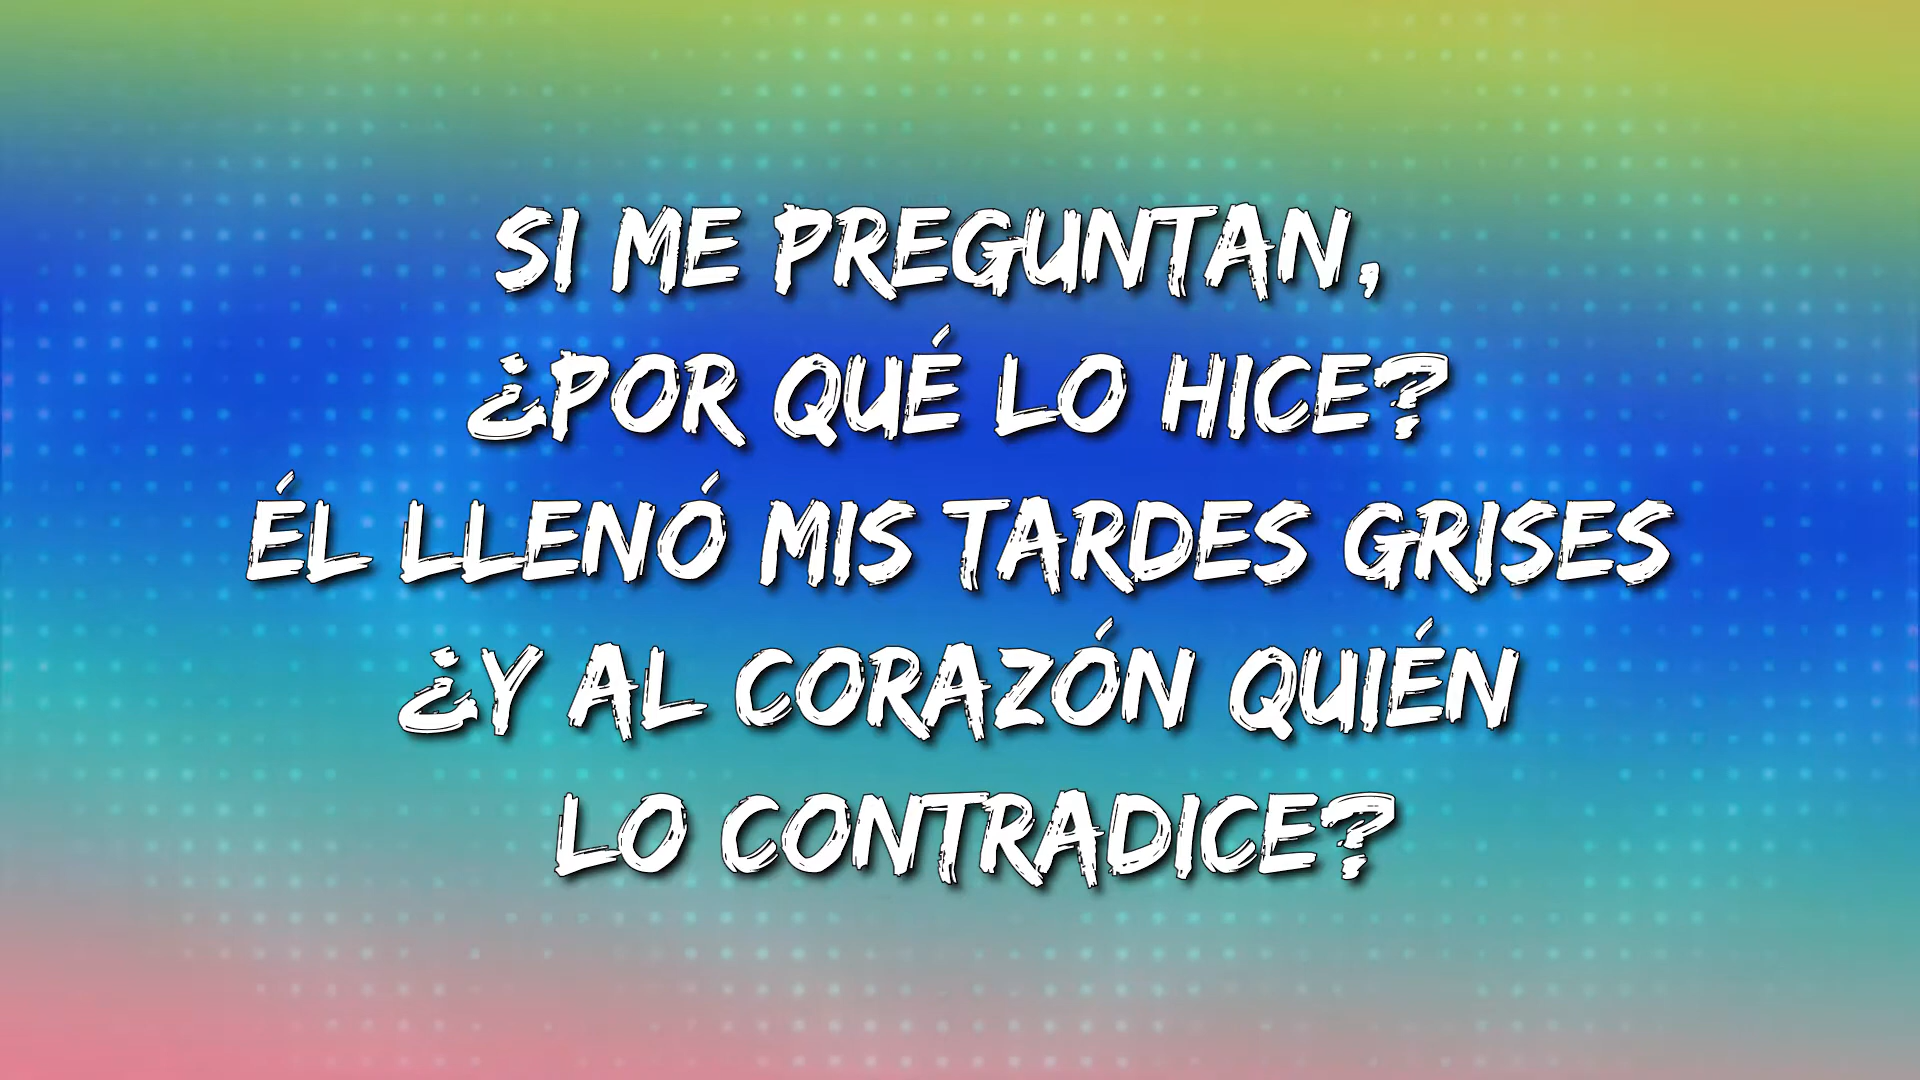 SI ME PREGUNTAN,
¿POR QUÉ LO HICE?
ÉL LLENÓ MIS TARDES GRISES
¿Y AL CORAZÓN QUIÉN
LO CONTRADICE?